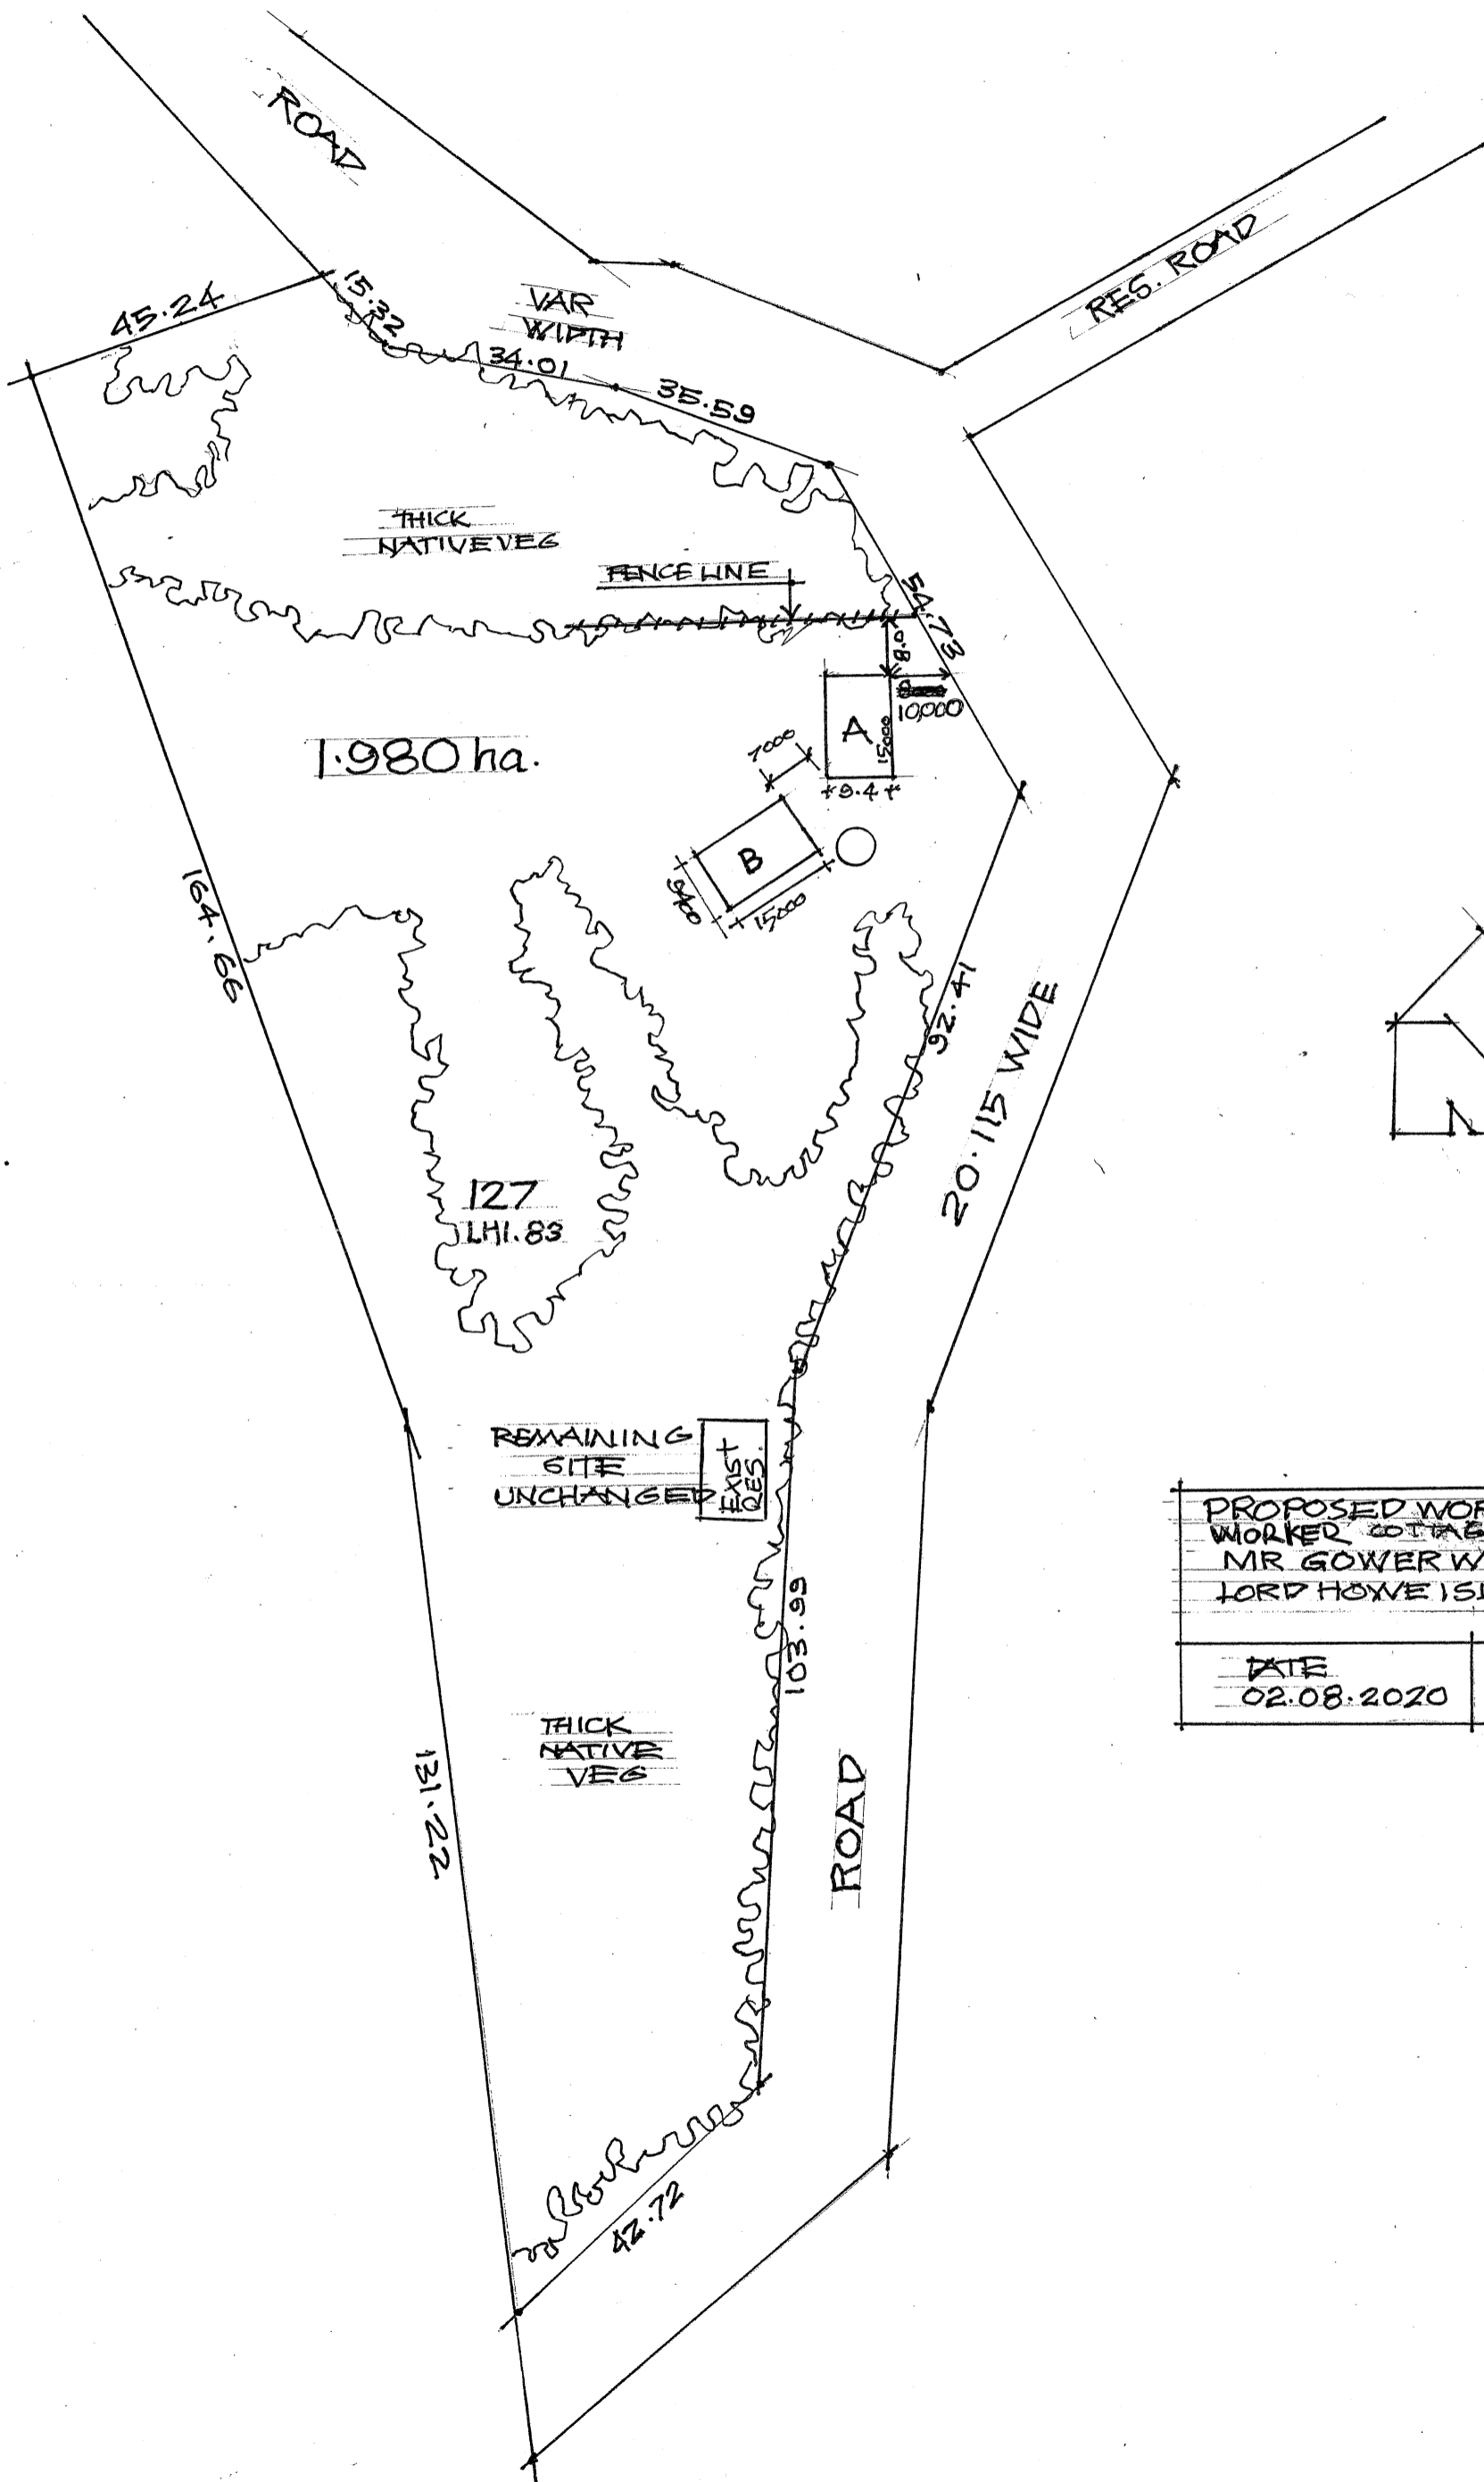 ROAD
RES. ROAD
45.24
15.32
VAR
WIDTH
34.01
35.59
THICK
NATIVE VEG
FENCE LINE
54.73
8.0
10,000
A
15000
9.4
1.980 ha.
7000
B
9400
15000
164.66
92.41
20.115 WIDE
127
LHI.83
REMAINING
SITE
UNCHANGED
EXIST
RES.
PROPOSED WOR
WORKER COTTAG
MR GOWER W
LORD HOWE ISL
DATE
02.08.2020
103.99
THICK
NATIVE
VEG
131.22
ROAD
42.72